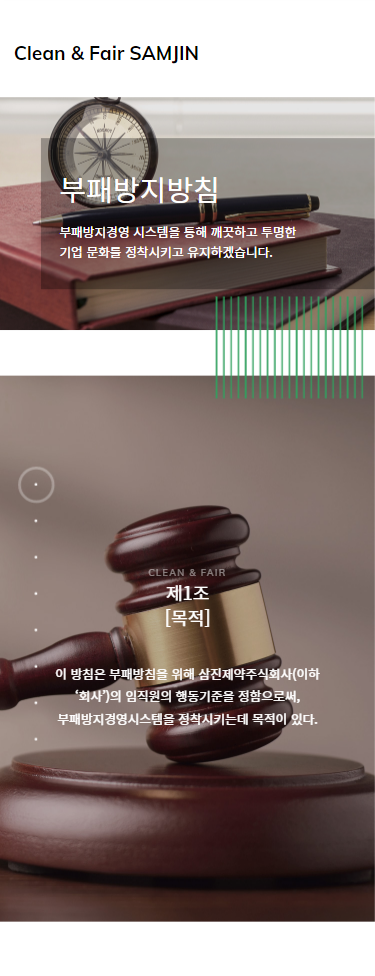 Clean & Fair SAMJIN
부패방지방침
부패방지경영 시스템을 통해 깨끗하고 투명한
기업 문화를 정착시키고 유지하겠습니다.
CLEAN & FAIR
제1조
[목적]
이 방침은 부패방침을 위해 삼진제약주식회사(이하
‘회사’)의 임직원의 행동기준을 정함으로써,
부패방지경영시스템을 정착시키는데 목적이 있다.